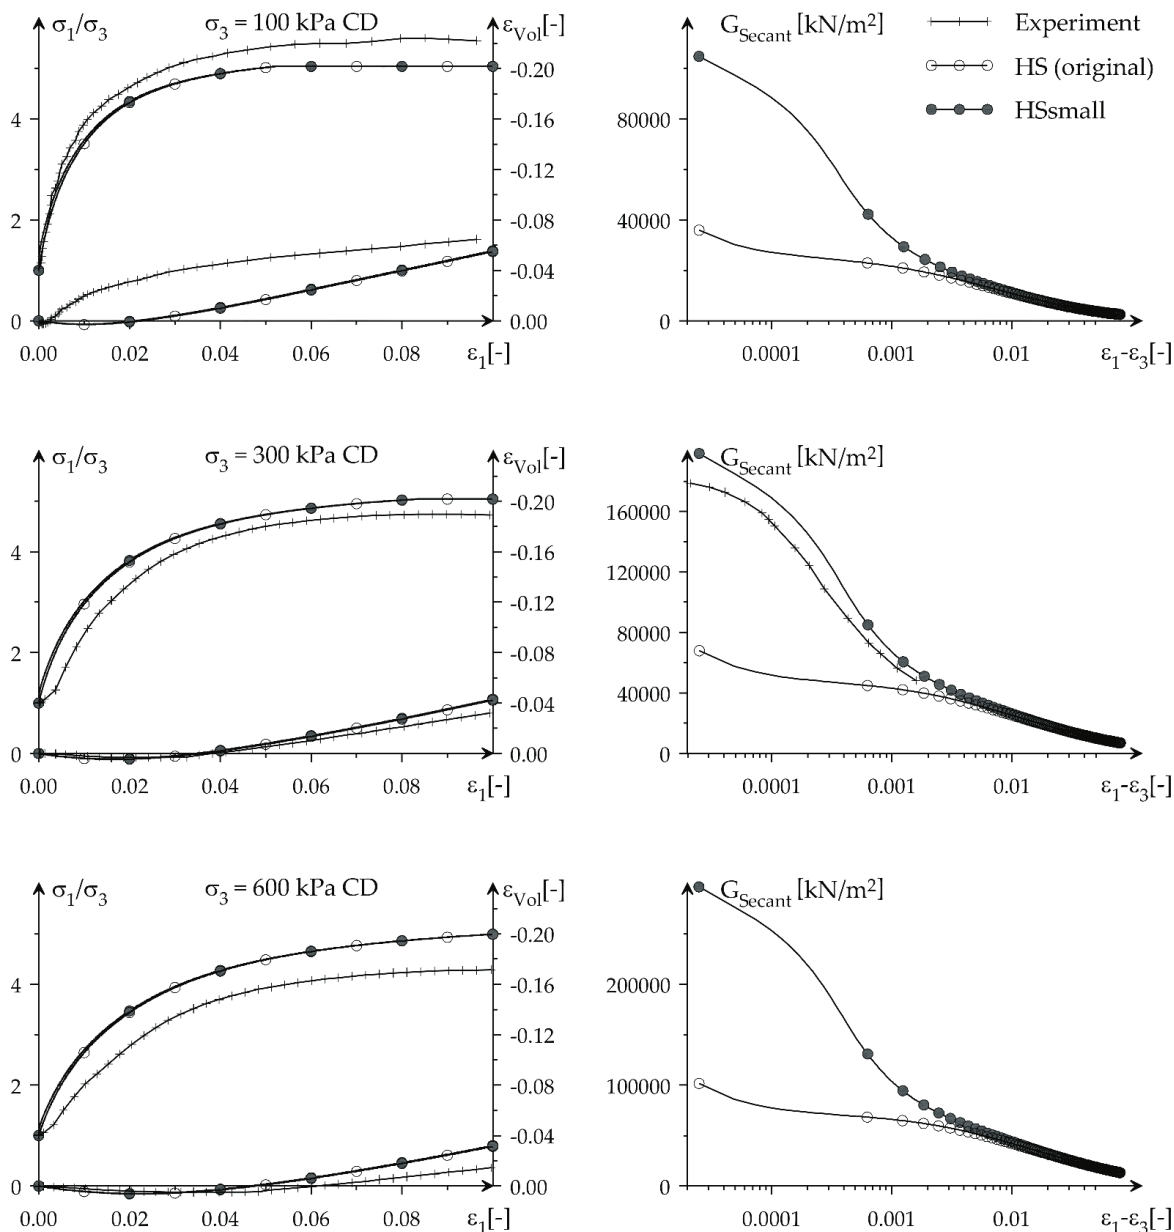 σ1/σ3 σ3 = 100 kPa CD εVol[-]
4
2
0
-0.20
-0.16
-0.12
-0.08
-0.04
0.00
0.00 0.02 0.04 0.06 0.08 ε1[-]
GSecant [kN/m²]
Experiment
HS (original)
HSsmall
80000
40000
0
0.0001 0.001 0.01 ε1-ε3[-]
σ1/σ3 σ3 = 300 kPa CD εVol[-]
4
2
0
-0.20
-0.16
-0.12
-0.08
-0.04
0.00
0.00 0.02 0.04 0.06 0.08 ε1[-]
GSecant [kN/m²]
160000
120000
80000
40000
0
0.0001 0.001 0.01 ε1-ε3[-]
σ1/σ3 σ3 = 600 kPa CD εVol[-]
4
2
0
-0.20
-0.16
-0.12
-0.08
-0.04
0.00
0.00 0.02 0.04 0.06 0.08 ε1[-]
GSecant [kN/m²]
200000
100000
0
0.0001 0.001 0.01 ε1-ε3[-]